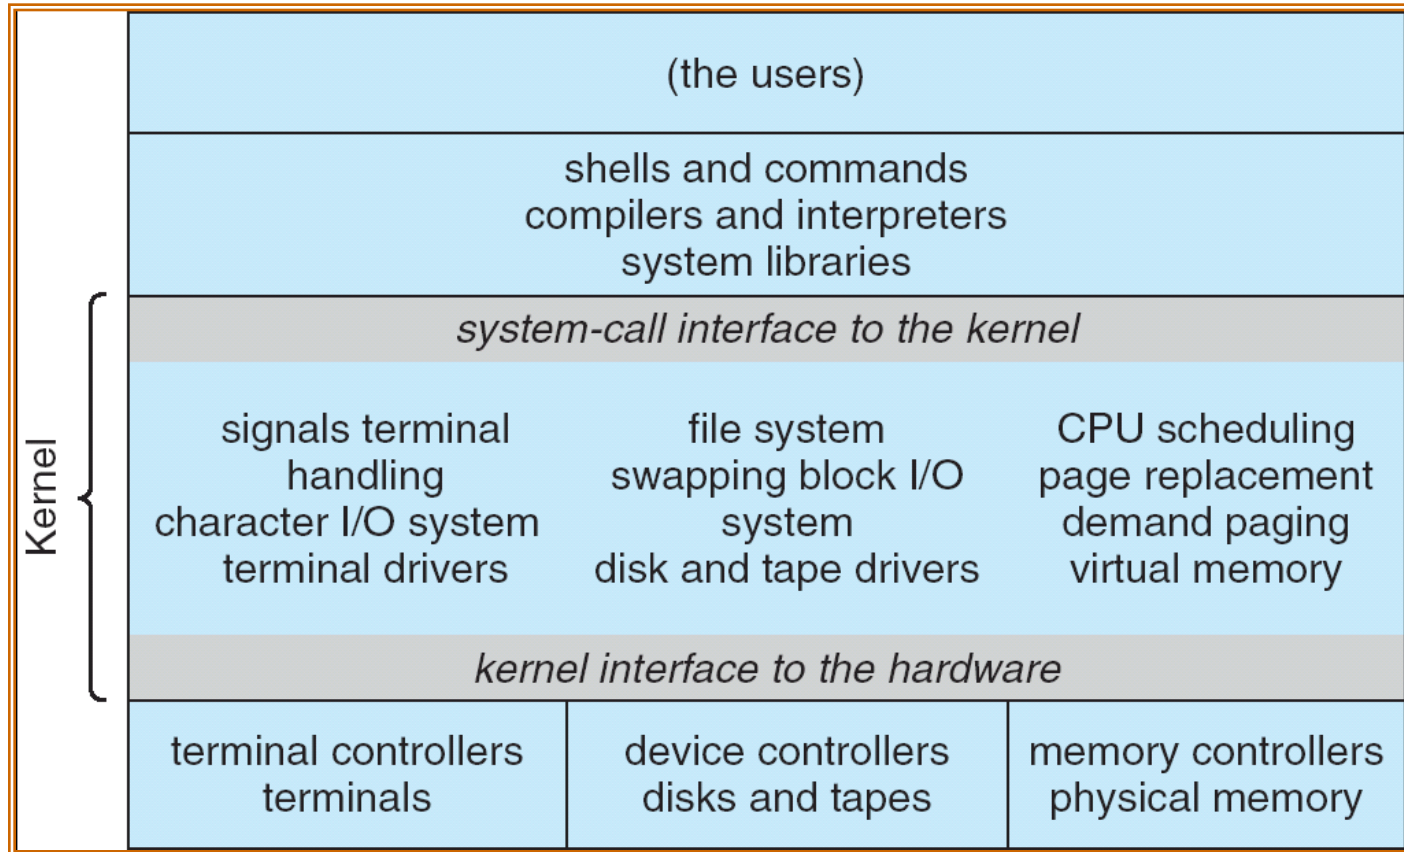 (the users)
shells and commands
compilers and interpreters
system libraries
Kernel
system-call interface to the kernel
signals terminal
handling
character I/O system
terminal drivers
file system
swapping block I/O
system
disk and tape drivers
CPU scheduling
page replacement
demand paging
virtual memory
kernel interface to the hardware
terminal controllers
terminals
device controllers
disks and tapes
memory controllers
physical memory